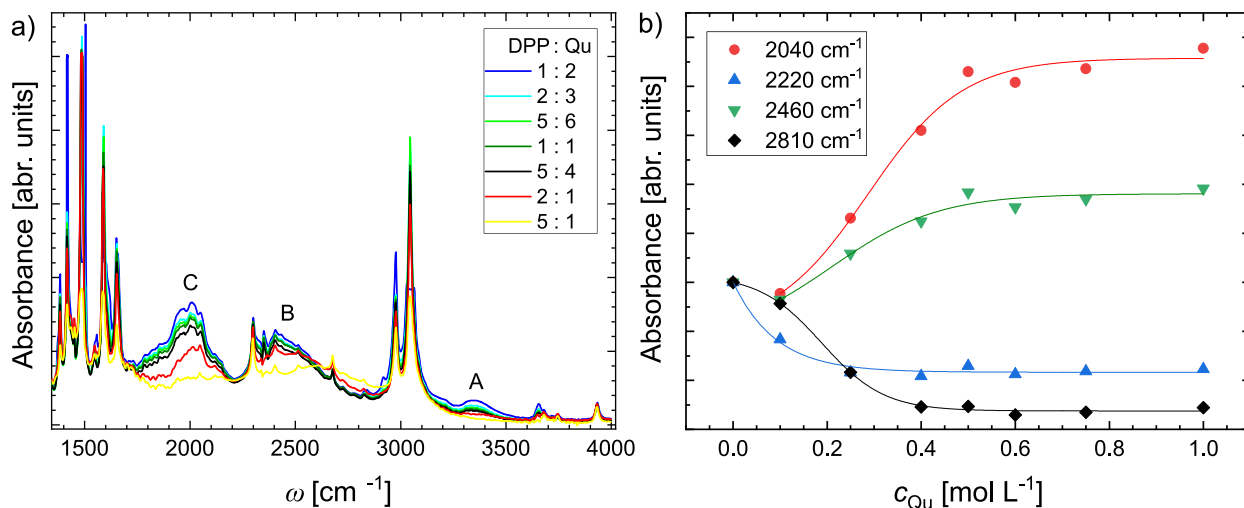 a)
Absorbance [abr. units]
DPP : Qu
1 : 2
2 : 3
5 : 6
1 : 1
5 : 4
2 : 1
5 : 1
C
B
A
1500 2000 2500 3000 3500 4000
ω [cm ⁻¹]
b)
Absorbance [abr. units]
2040 cm⁻¹
2220 cm⁻¹
2460 cm⁻¹
2810 cm⁻¹
0.0 0.2 0.4 0.6 0.8 1.0
c_Qu [mol L⁻¹]